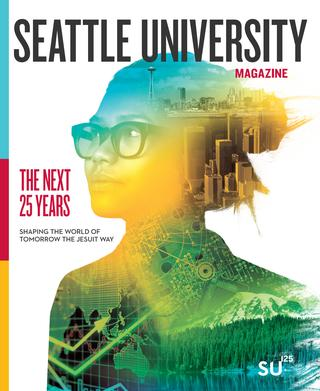 SEATTLE UNIVERSITY
MAGAZINE
THE NEXT
25 YEARS
SHAPING THE WORLD OF
TOMORROW THE JESUIT WAY
SU125